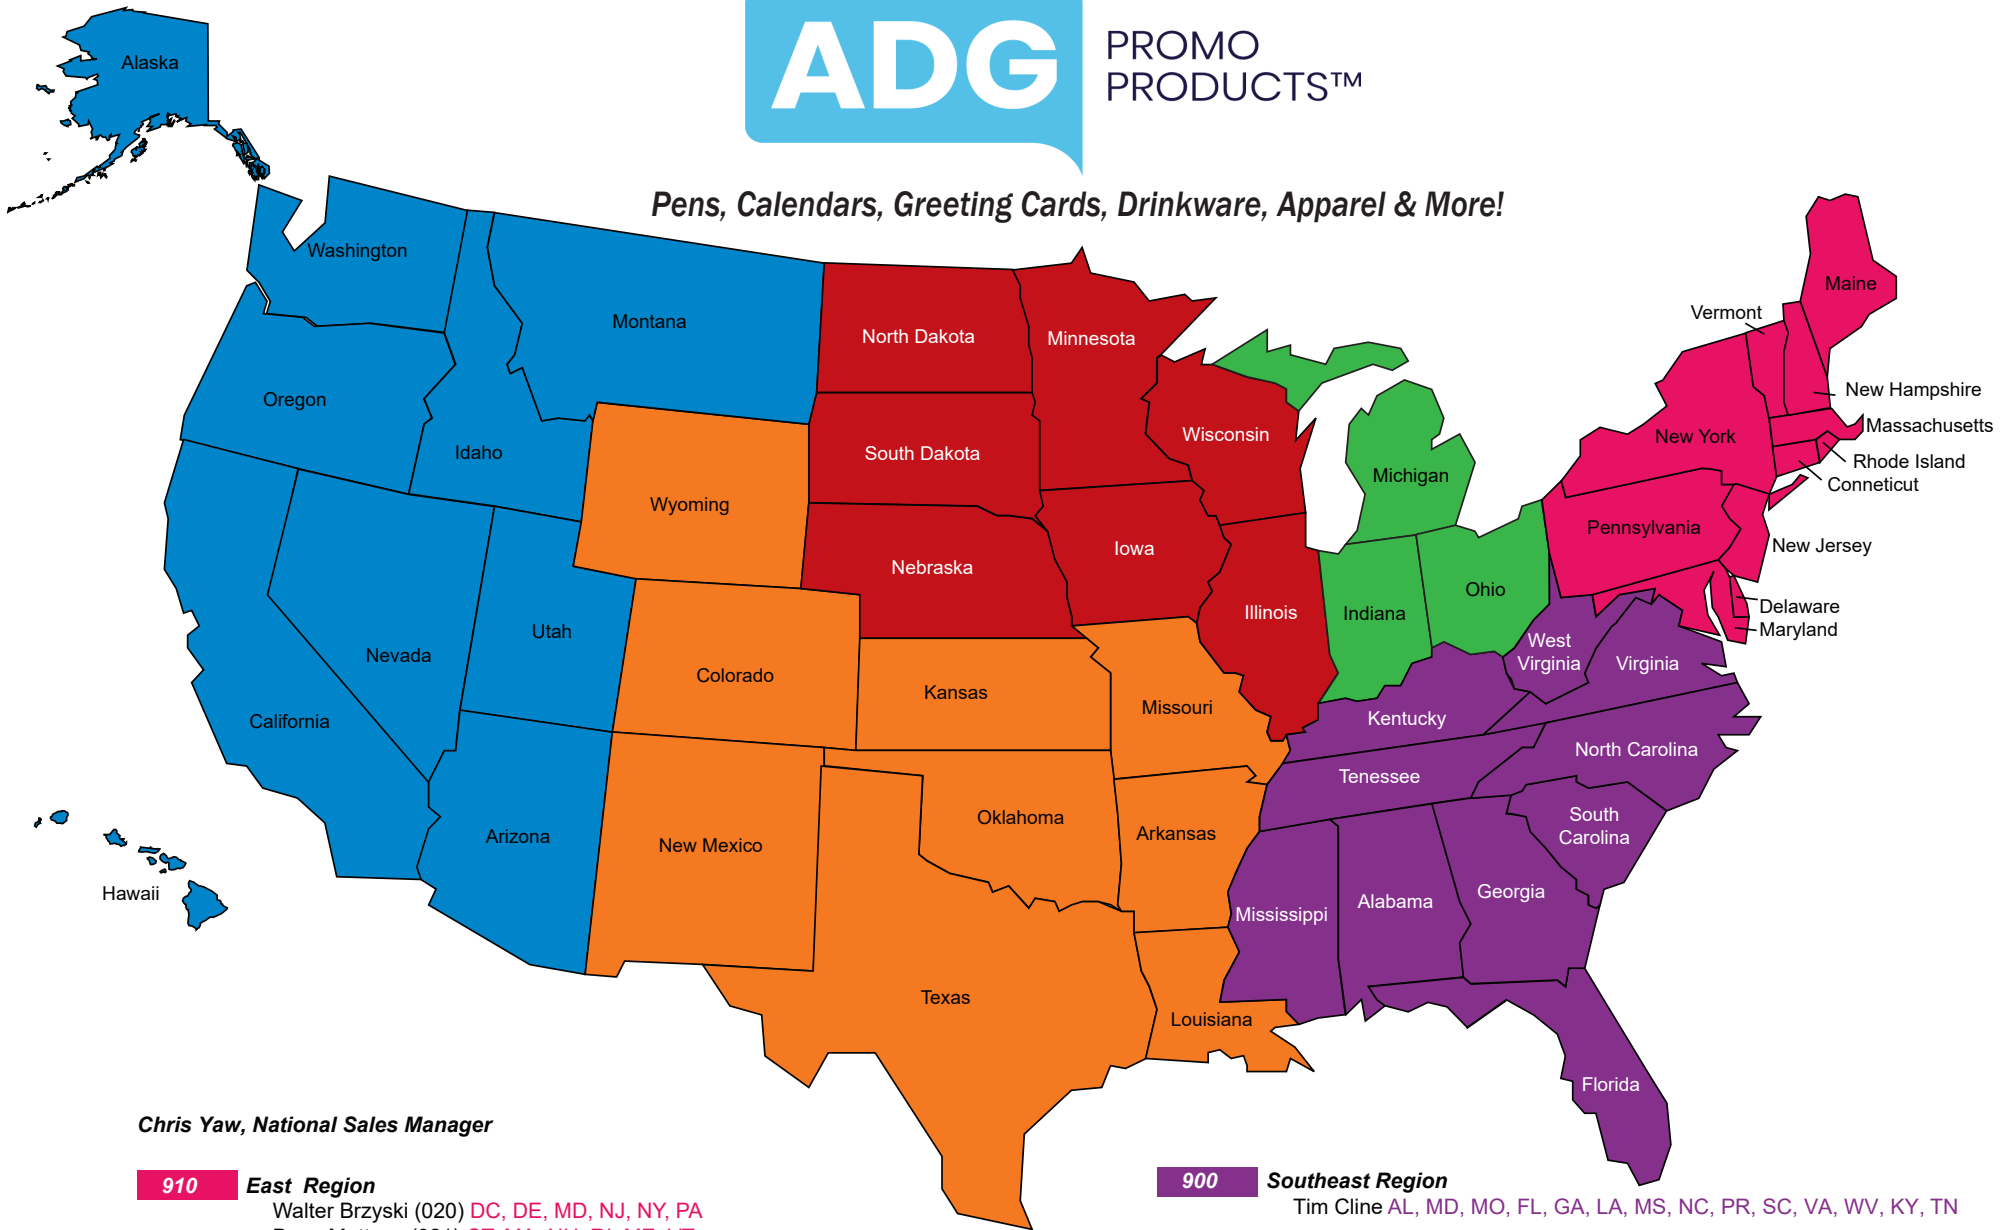 ADG
PROMO
PRODUCTS™
Pens, Calendars, Greeting Cards, Drinkware, Apparel & More!
Alaska
Washington
Montana
North Dakota
Minnesota
Maine
Vermont
New Hampshire
Massachusetts
Rhode Island
Conneticut
Oregon
Idaho
South Dakota
Wisconsin
Michigan
New York
Wyoming
Pennsylvania
New Jersey
Nebraska
Iowa
Illinois
Indiana
Ohio
Delaware
Maryland
Nevada
Utah
Colorado
Kansas
Missouri
West
Virginia
Virginia
California
Kentucky
North Carolina
Tenessee
Arizona
New Mexico
Oklahoma
Arkansas
South
Carolina
Hawaii
Mississippi
Alabama
Georgia
Texas
Louisiana
Florida
Chris Yaw, National Sales Manager
910 East Region
Walter Brzyski (020) DC, DE, MD, NJ, NY, PA
900 Southeast Region
Tim Cline AL, MD, MO, FL, GA, LA, MS, NC, PR, SC, VA, WV, KY, TN